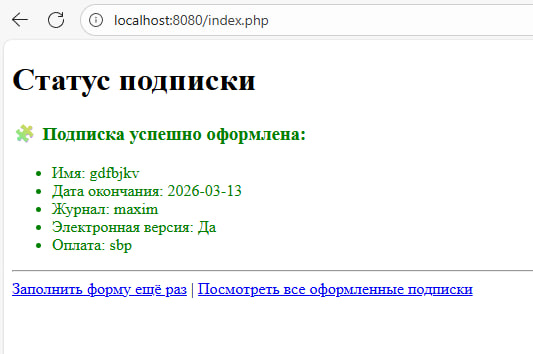 localhost:8080/index.php
Статус подписки
Подписка успешно оформлена:
Имя: gdfbjkv
Дата окончания: 2026-03-13
Журнал: maxim
Электронная версия: Да
Оплата: sbp
Заполнить форму ещё раз | Посмотреть все оформленные подписки